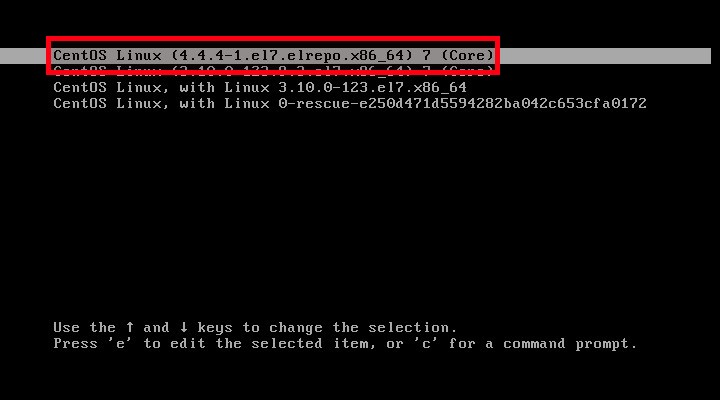 CentOS Linux (4.4.4-1.el7.elrepo.x86_64) 7 (Core)
CentOS Linux (3.10.0-123.9.3.el7.x86_64) 7 (Core)
CentOS Linux, with Linux 3.10.0-123.el7.x86_64
CentOS Linux, with Linux 0-rescue-e250d471d5594282ba042c653cfa0172
Use the ↑ and ↓ keys to change the selection.
Press 'e' to edit the selected item, or 'c' for a command prompt.